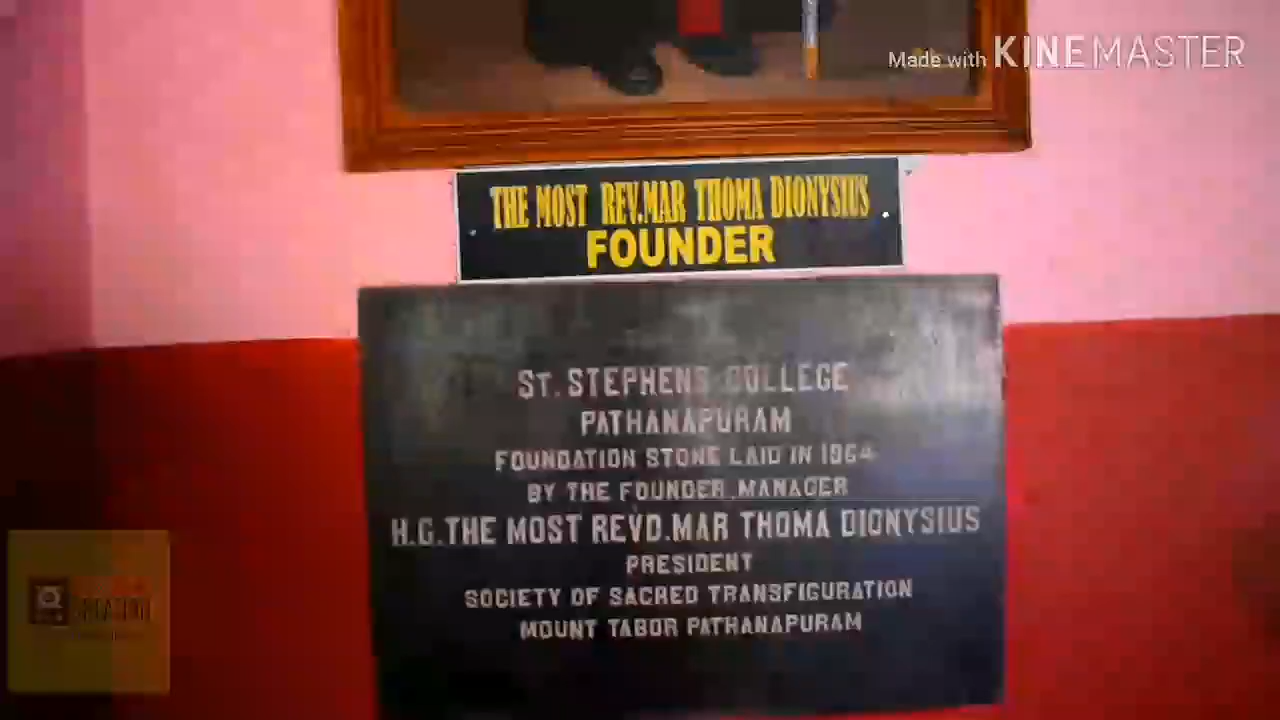 Made with KINEMASTER
THE MOST REV.MAR THOMA DIONYSIUS
FOUNDER
ST. STEPHENS COLLEGE
PATHANAPURAM
FOUNDATION STONE LAID IN 1964
BY THE FOUNDER MANAGER
H.G.THE MOST REVD.MAR THOMA DIONYSIUS
PRESIDENT
SOCIETY OF SACRED TRANSFIGURATION
MOUNT TABOR PATHANAPURAM